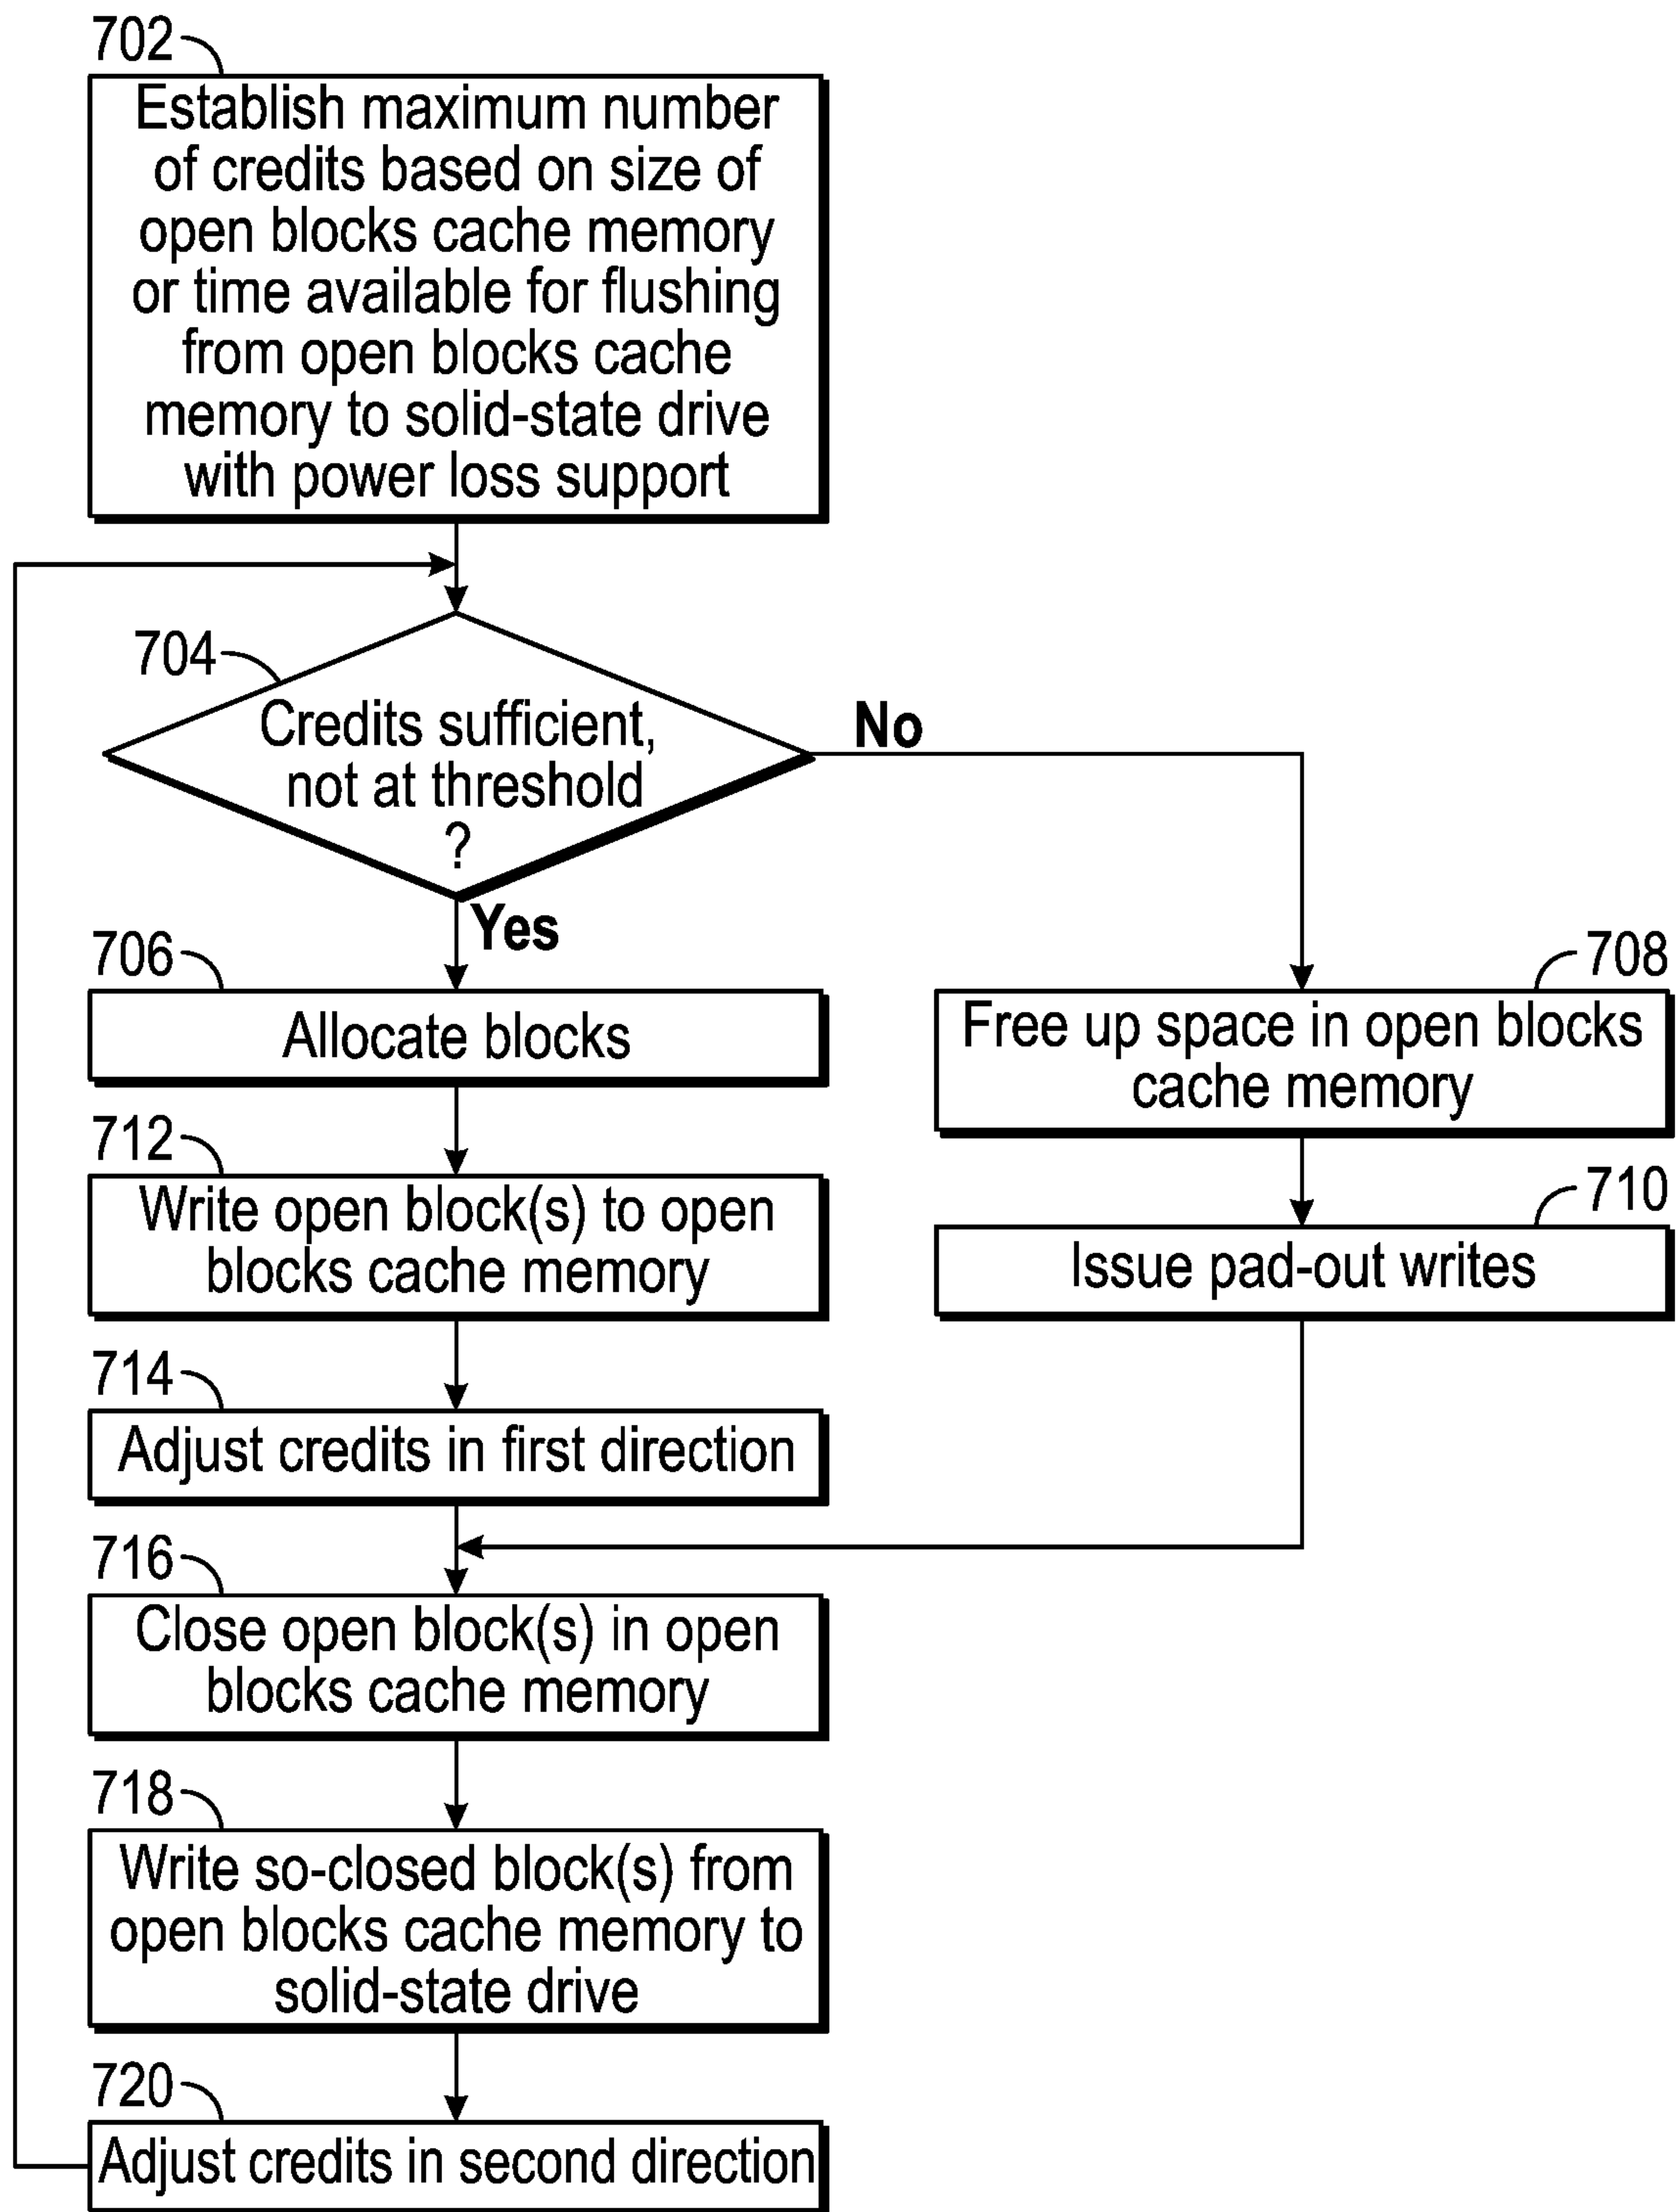 702
Establish maximum number
of credits based on size of
open blocks cache memory
or time available for flushing
from open blocks cache
memory to solid-state drive
with power loss support
704
Credits sufficient,
not at threshold
?
No
Yes
706
Allocate blocks
708
Free up space in open blocks
cache memory
712
Write open block(s) to open
blocks cache memory
710
Issue pad-out writes
714
Adjust credits in first direction
716
Close open block(s) in open
blocks cache memory
718
Write so-closed block(s) from
open blocks cache memory to
solid-state drive
720
Adjust credits in second direction